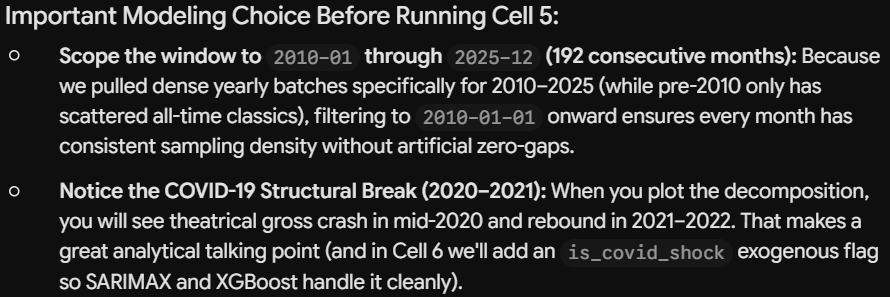 Important Modeling Choice Before Running Cell 5:
Scope the window to 2010-01 through 2025-12 (192 consecutive months): Because
we pulled dense yearly batches specifically for 2010–2025 (while pre-2010 only has
scattered all-time classics), filtering to 2010-01-01 onward ensures every month has
consistent sampling density without artificial zero-gaps.
Notice the COVID-19 Structural Break (2020–2021): When you plot the decomposition,
you will see theatrical gross crash in mid-2020 and rebound in 2021–2022. That makes a
great analytical talking point (and in Cell 6 we'll add an is_covid_shock exogenous flag
so SARIMAX and XGBoost handle it cleanly).